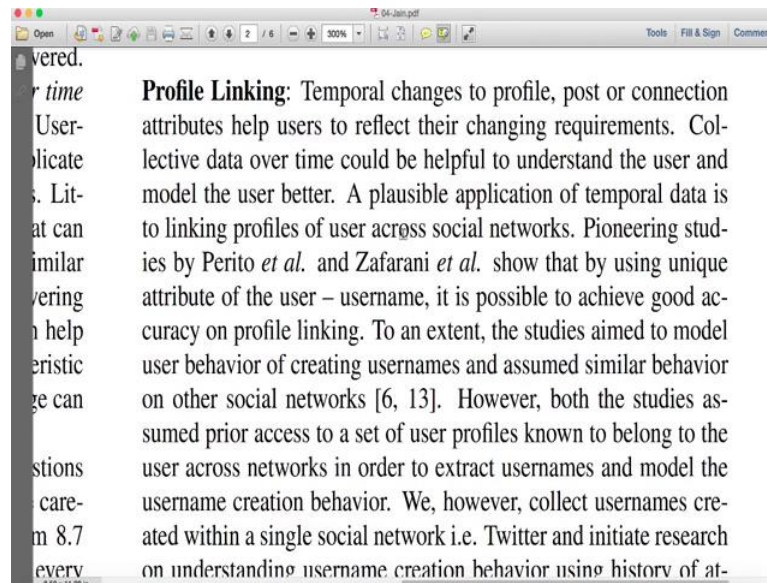 04-Jain.pdf
Open 2 / 6 300% Tools Fill & Sign Commen
vered.
r time
User-
plicate
s. Lit-
at can
imilar
vering
n help
eristic
ge can
stions
care-
m 8.7
every
Profile Linking: Temporal changes to profile, post or connection
attributes help users to reflect their changing requirements. Col-
lective data over time could be helpful to understand the user and
model the user better. A plausible application of temporal data is
to linking profiles of user across social networks. Pioneering stud-
ies by Perito et al. and Zafarani et al. show that by using unique
attribute of the user – username, it is possible to achieve good ac-
curacy on profile linking. To an extent, the studies aimed to model
user behavior of creating usernames and assumed similar behavior
on other social networks [6, 13]. However, both the studies as-
sumed prior access to a set of user profiles known to belong to the
user across networks in order to extract usernames and model the
username creation behavior. We, however, collect usernames cre-
ated within a single social network i.e. Twitter and initiate research
on understanding username creation behavior using history of at-